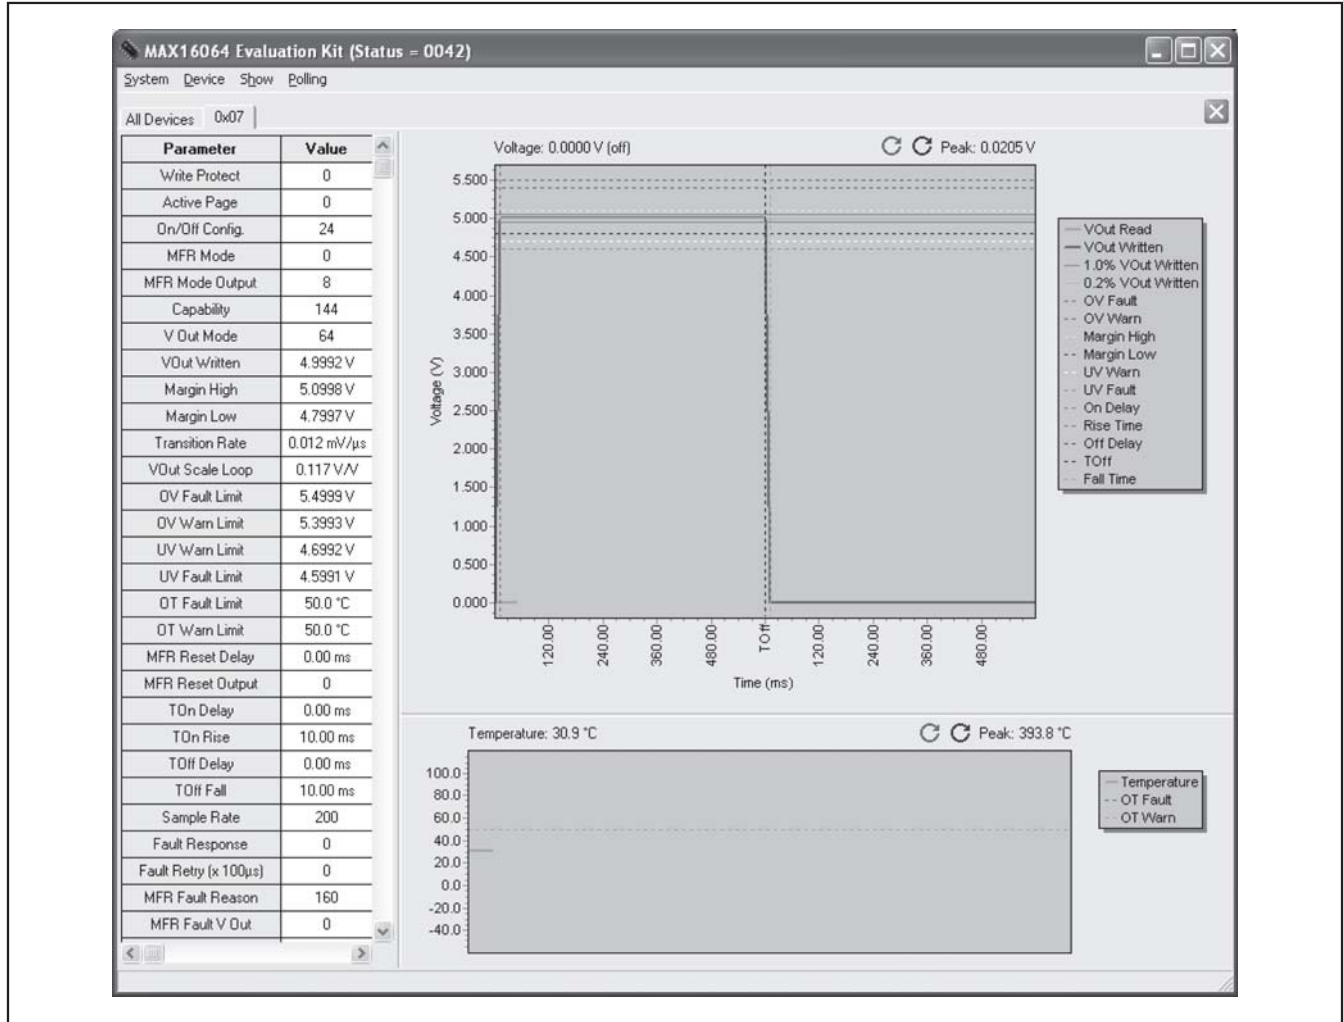 MAX16064 Evaluation Kit (Status = 0042)
System Device Show Polling
All Devices 0x07
Parameter Value
Write Protect 0
Active Page 0
On/Off Config. 24
MFR Mode 0
MFR Mode Output 8
Capability 144
V Out Mode 64
VOut Written 4.9992 V
Margin High 5.0998 V
Margin Low 4.7997 V
Transition Rate 0.012 mV/µs
VOut Scale Loop 0.117 V/V
OV Fault Limit 5.4999 V
OV Warn Limit 5.3993 V
UV Warn Limit 4.6992 V
UV Fault Limit 4.5991 V
OT Fault Limit 50.0 °C
OT Warn Limit 50.0 °C
MFR Reset Delay 0.00 ms
MFR Reset Output 0
TOn Delay 0.00 ms
TOn Rise 10.00 ms
TOff Delay 0.00 ms
TOff Fall 10.00 ms
Sample Rate 200
Fault Response 0
Fault Retry (x 100µs) 0
MFR Fault Reason 160
MFR Fault V Out 0
Voltage: 0.0000 V (off) Peak: 0.0205 V
5.500
5.000
4.500
4.000
3.500
3.000
2.500
2.000
1.500
1.000
0.500
0.000
Voltage (V)
120.00 240.00 360.00 480.00 TOff 120.00 240.00 360.00 480.00
Time (ms)
VOut Read
VOut Written
1.0% VOut Written
0.2% VOut Written
OV Fault
OV Warn
Margin High
Margin Low
UV Warn
UV Fault
On Delay
Rise Time
Off Delay
TOff
Fall Time
Temperature: 30.9 °C Peak: 393.8 °C
100.0
80.0
60.0
40.0
20.0
0.0
-20.0
-40.0
Temperature
OT Fault
OT Warn